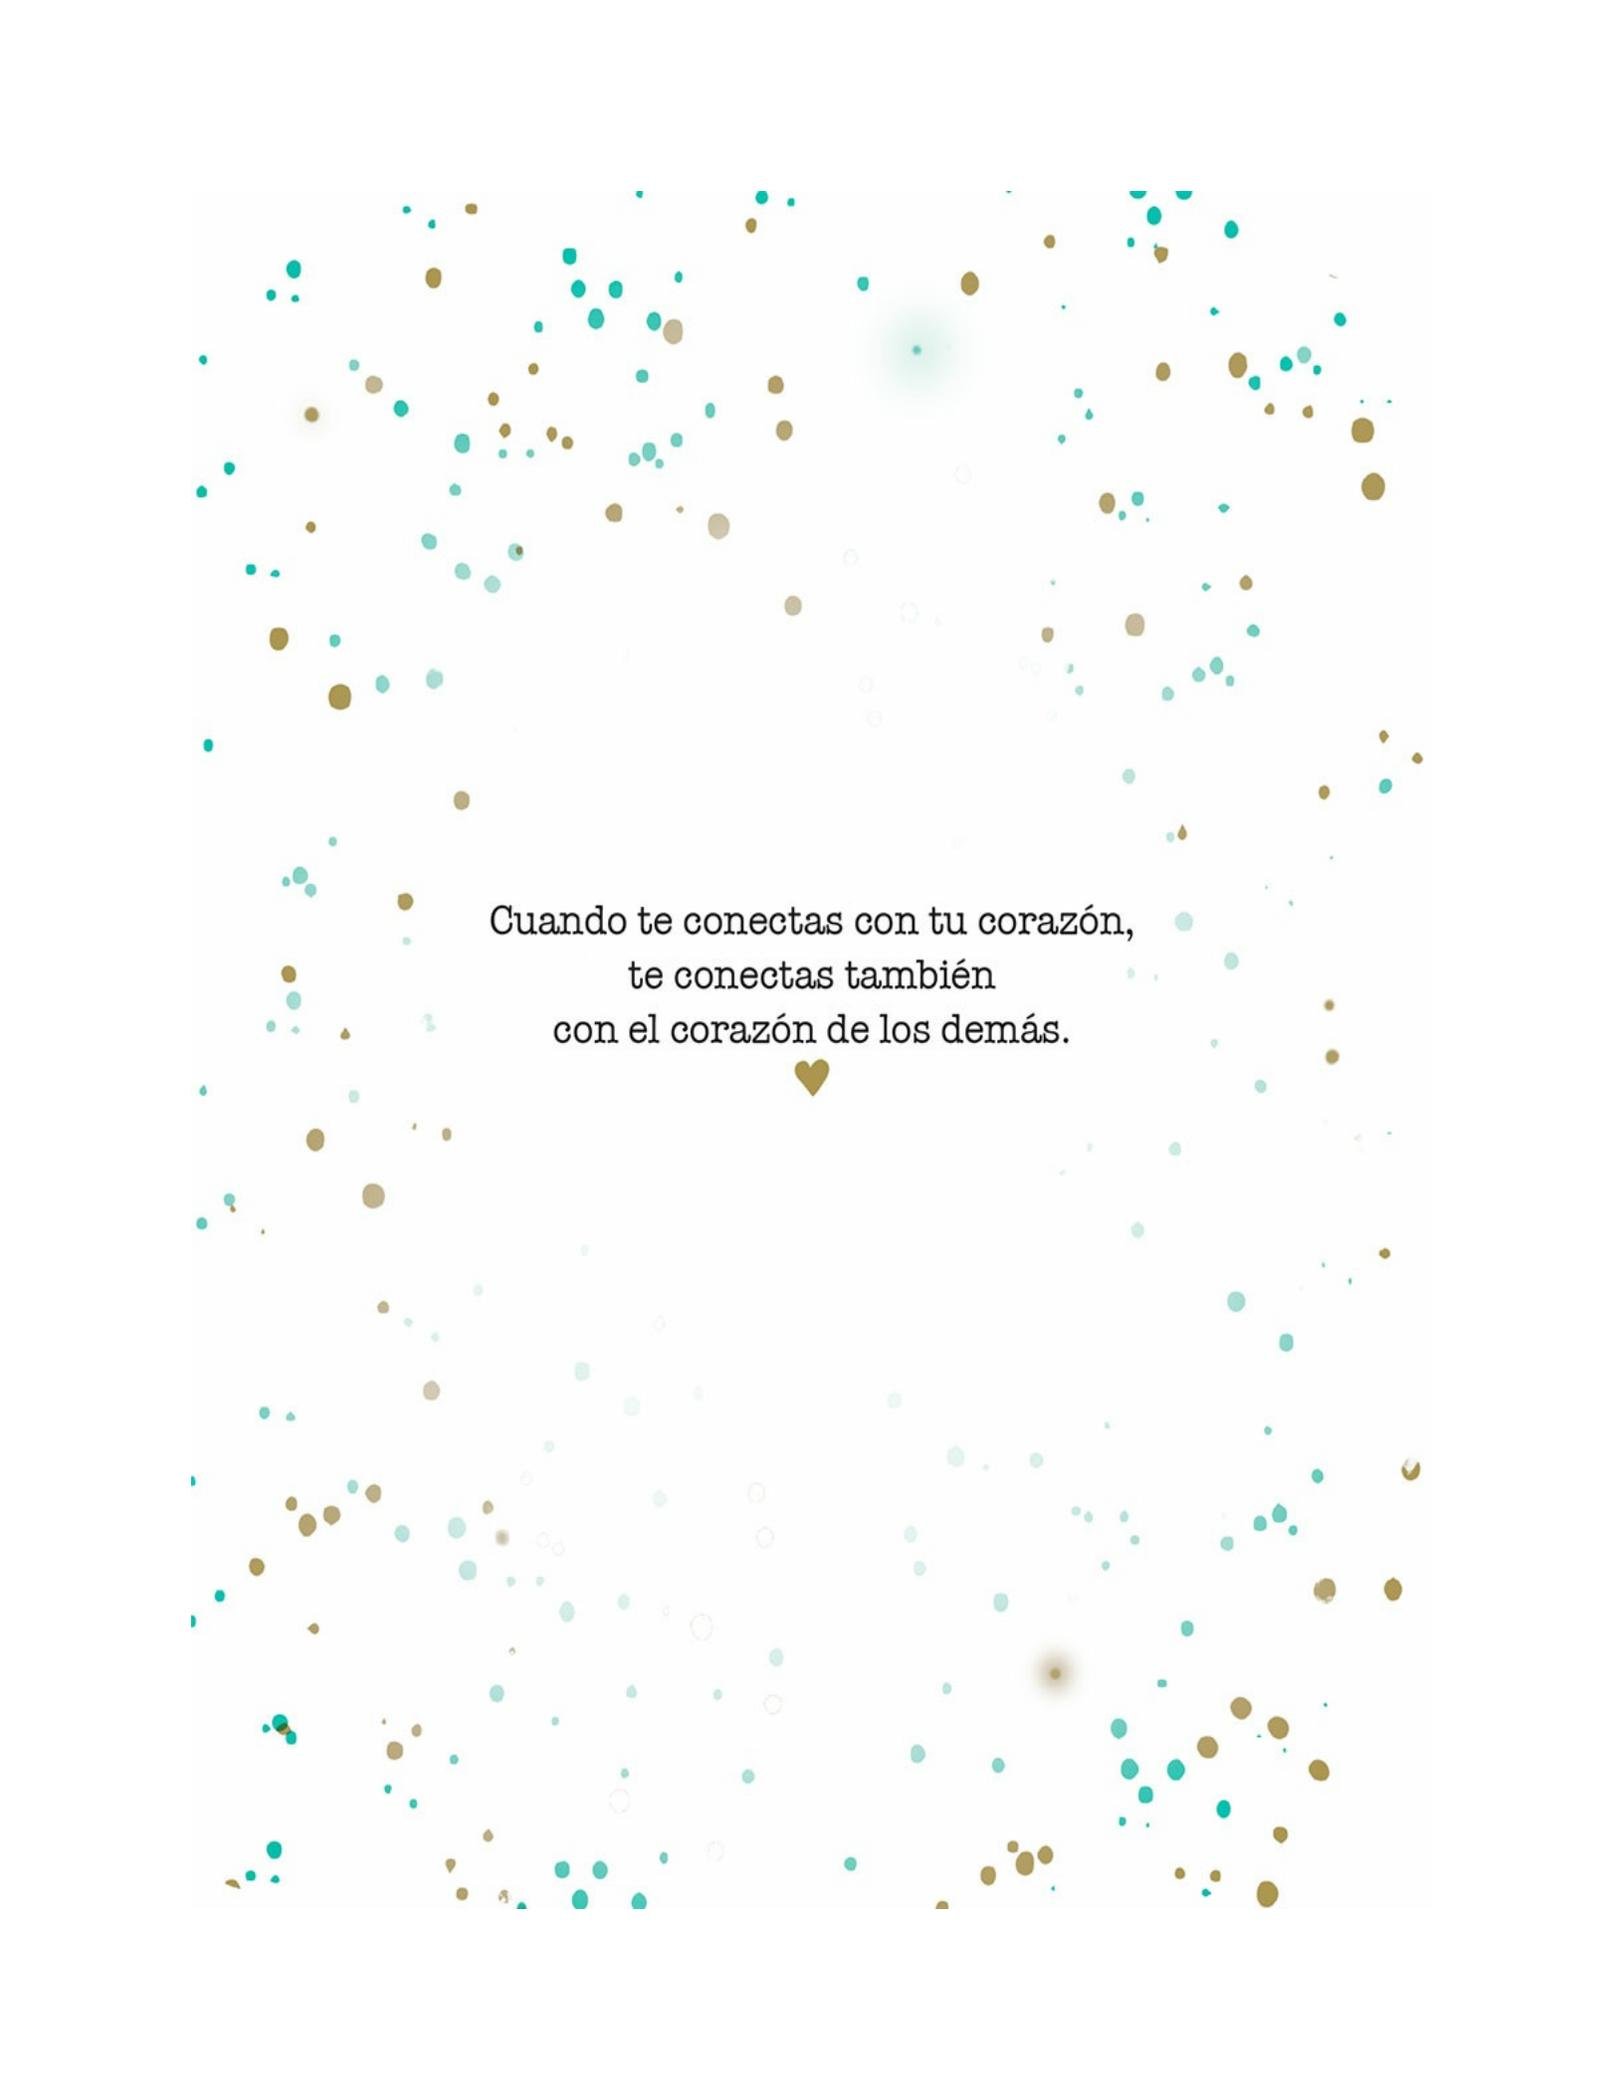 Cuando te conectas con tu corazón,
te conectas también
con el corazón de los demás.